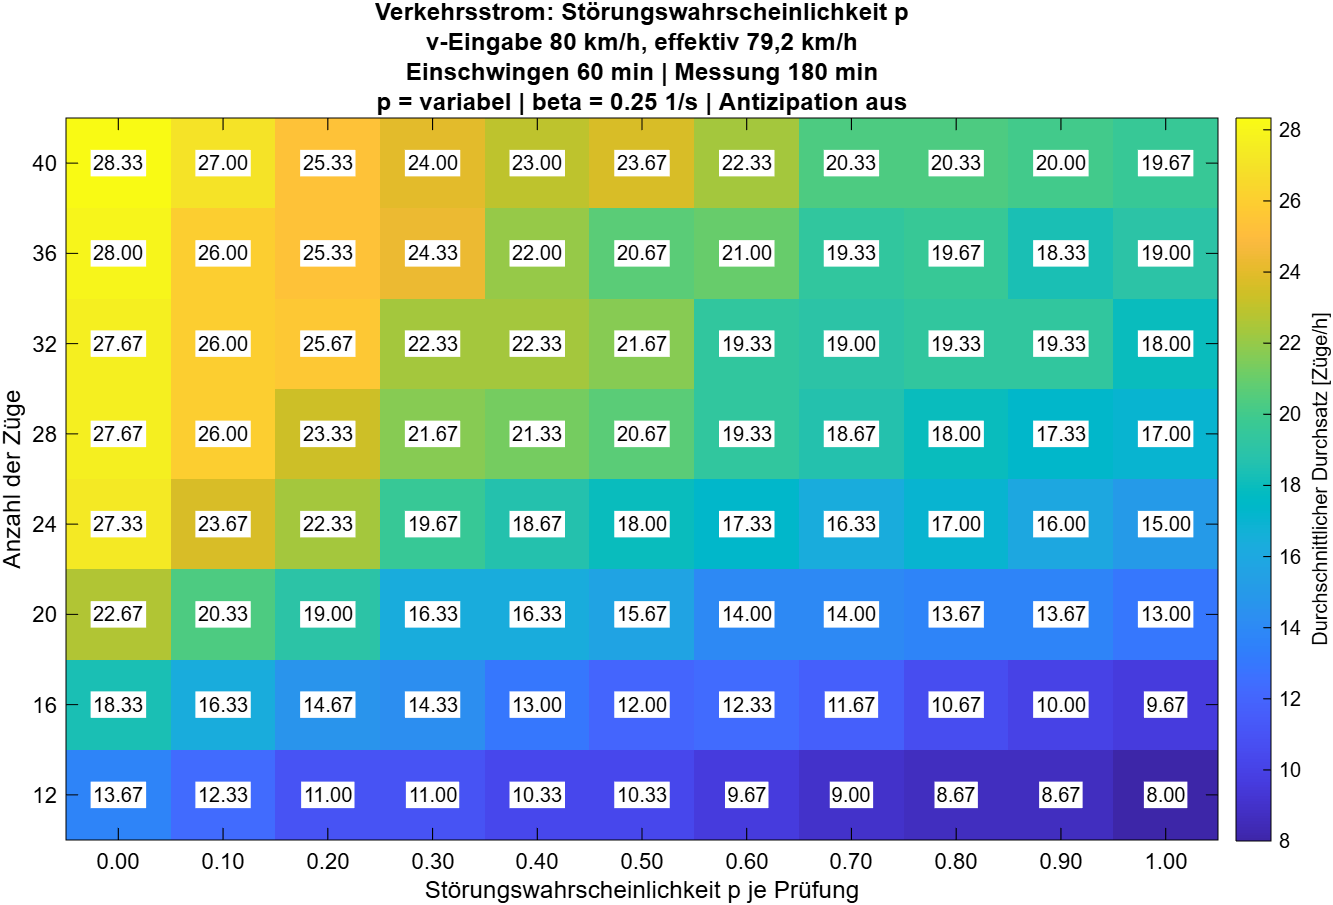 Verkehrsstrom: Störungswahrscheinlichkeit p
v-Eingabe 80 km/h, effektiv 79,2 km/h
Einschwingen 60 min | Messung 180 min
p = variabel | beta = 0.25 1/s | Antizipation aus
40 28.33 27.00 25.33 24.00 23.00 23.67 22.33 20.33 20.33 20.00 19.67
36 28.00 26.00 25.33 24.33 22.00 20.67 21.00 19.33 19.67 18.33 19.00
32 27.67 26.00 25.67 22.33 22.33 21.67 19.33 19.00 19.33 19.33 18.00
28 27.67 26.00 23.33 21.67 21.33 20.67 19.33 18.67 18.00 17.33 17.00
24 27.33 23.67 22.33 19.67 18.67 18.00 17.33 16.33 17.00 16.00 15.00
20 22.67 20.33 19.00 16.33 16.33 15.67 14.00 14.00 13.67 13.67 13.00
16 18.33 16.33 14.67 14.33 13.00 12.00 12.33 11.67 10.67 10.00 9.67
12 13.67 12.33 11.00 11.00 10.33 10.33 9.67 9.00 8.67 8.67 8.00
0.00 0.10 0.20 0.30 0.40 0.50 0.60 0.70 0.80 0.90 1.00
Störungswahrscheinlichkeit p je Prüfung
Anzahl der Züge
28
26
24
22
20
18
16
14
12
10
8
Durchschnittlicher Durchsatz [Züge/h]